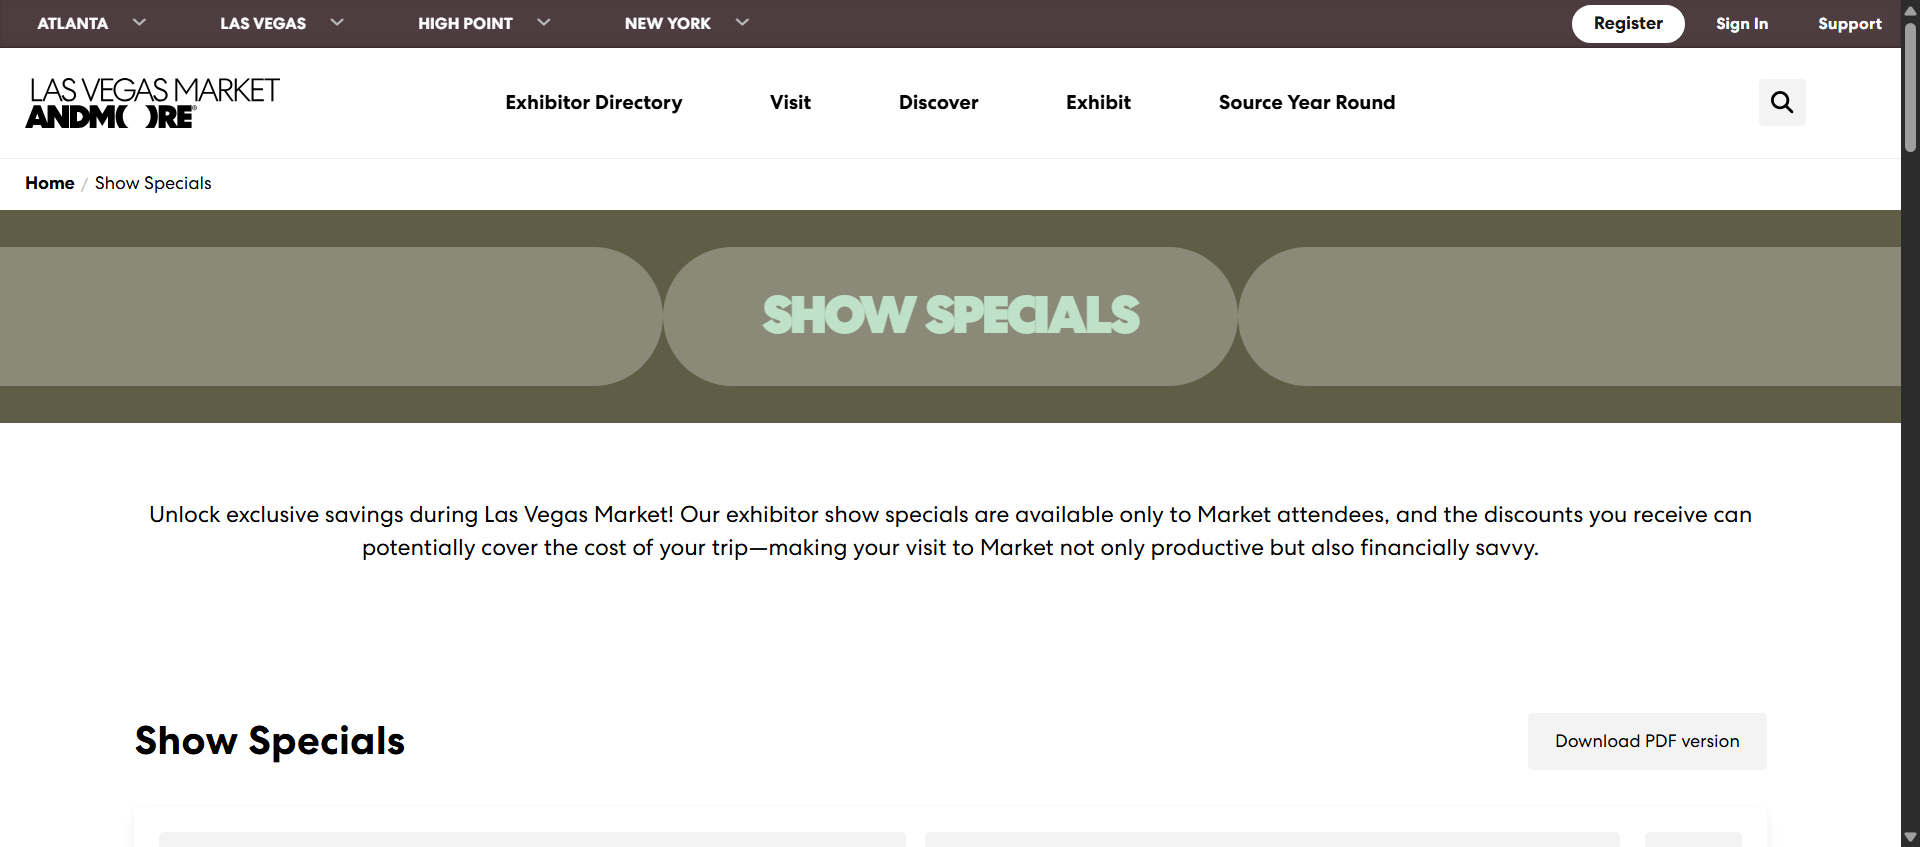 ATLANTA LAS VEGAS HIGH POINT NEW YORK Register Sign In Support
LAS VEGAS MARKET
ANDMORE®
Exhibitor Directory Visit Discover Exhibit Source Year Round
Home / Show Specials
SHOW SPECIALS
Unlock exclusive savings during Las Vegas Market! Our exhibitor show specials are available only to Market attendees, and the discounts you receive can
potentially cover the cost of your trip—making your visit to Market not only productive but also financially savvy.
Show Specials
Download PDF version